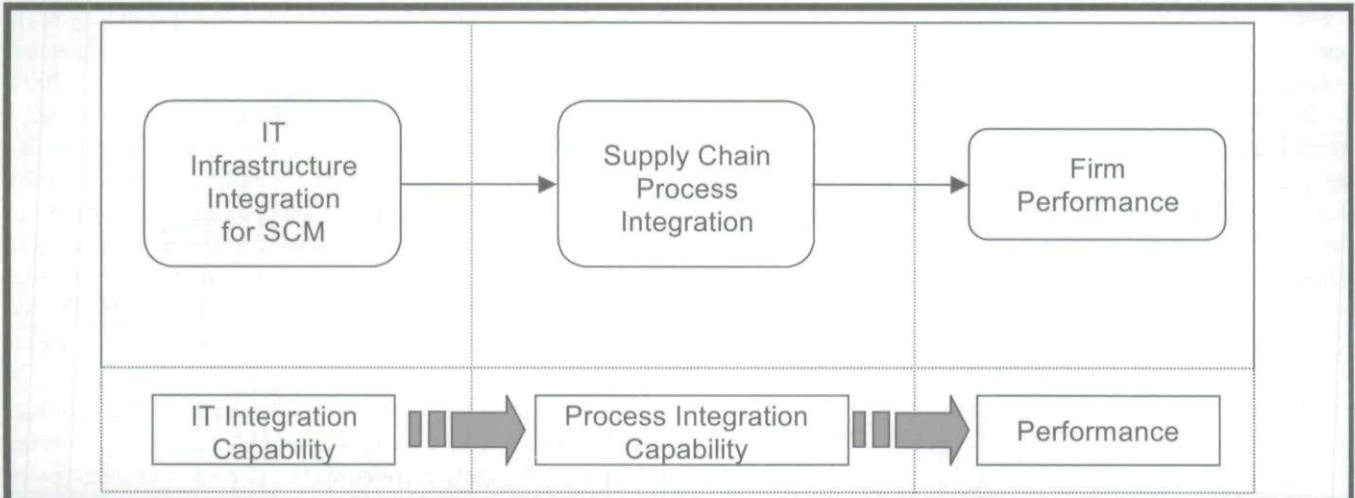 IT
Infrastructure
Integration
for SCM
Supply Chain
Process
Integration
Firm
Performance
IT Integration
Capability
Process Integration
Capability
Performance